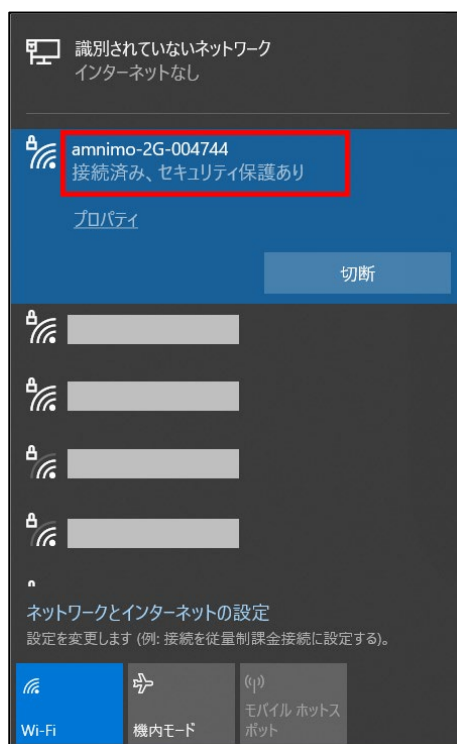 識別されていないネットワーク
インターネットなし
amnimo-2G-004744
接続済み、セキュリティ保護あり
プロパティ
切断
ネットワークとインターネットの設定
設定を変更します (例: 接続を従量制課金接続に設定する)。
Wi-Fi
機内モード
モバイル ホットス
ポット